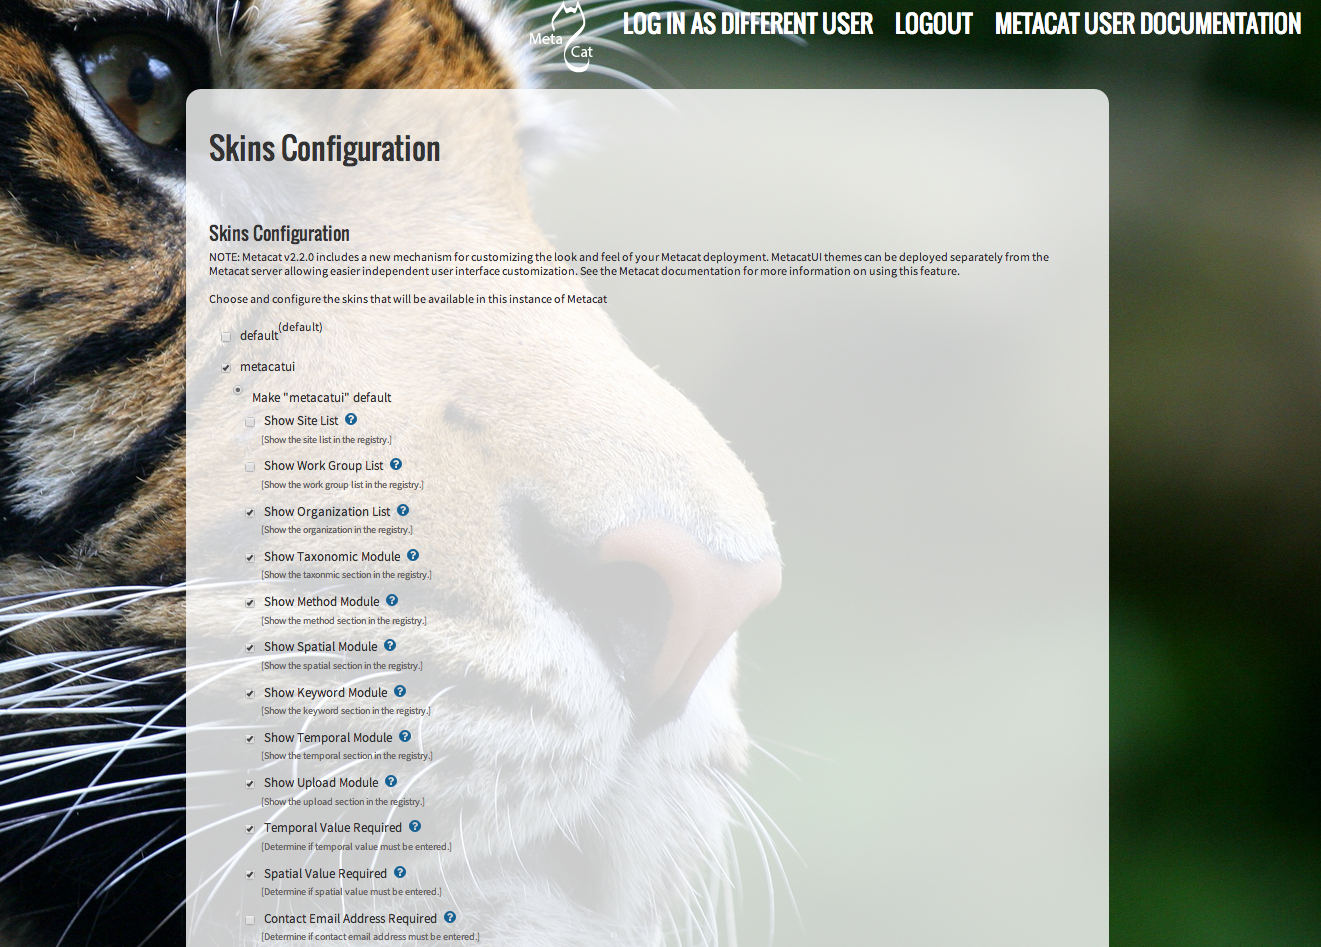 Meta
Cat
LOG IN AS DIFFERENT USER LOGOUT METACAT USER DOCUMENTATION
Skins Configuration
Skins Configuration
NOTE: Metacat v2.2.0 includes a new mechanism for customizing the look and feel of your Metacat deployment. MetacatUI themes can be deployed separately from the
Metacat server allowing easier independent user interface customization. See the Metacat documentation for more information on using this feature.
Choose and configure the skins that will be available in this instance of Metacat
default (default)
metacatui
Make "metacatui" default
Show Site List ?
[Show the site list in the registry.]
Show Work Group List ?
[Show the work group list in the registry.]
Show Organization List ?
[Show the organization in the registry.]
Show Taxonomic Module ?
[Show the taxonmic section in the registry.]
Show Method Module ?
[Show the method section in the registry.]
Show Spatial Module ?
[Show the spatial section in the registry.]
Show Keyword Module ?
[Show the keyword section in the registry.]
Show Temporal Module ?
[Show the temporal section in the registry.]
Show Upload Module ?
[Show the upload section in the registry.]
Temporal Value Required ?
[Determine if temporal value must be entered.]
Spatial Value Required ?
[Determine if spatial value must be entered.]
Contact Email Address Required ?
[Determine if contact email address must be entered.]